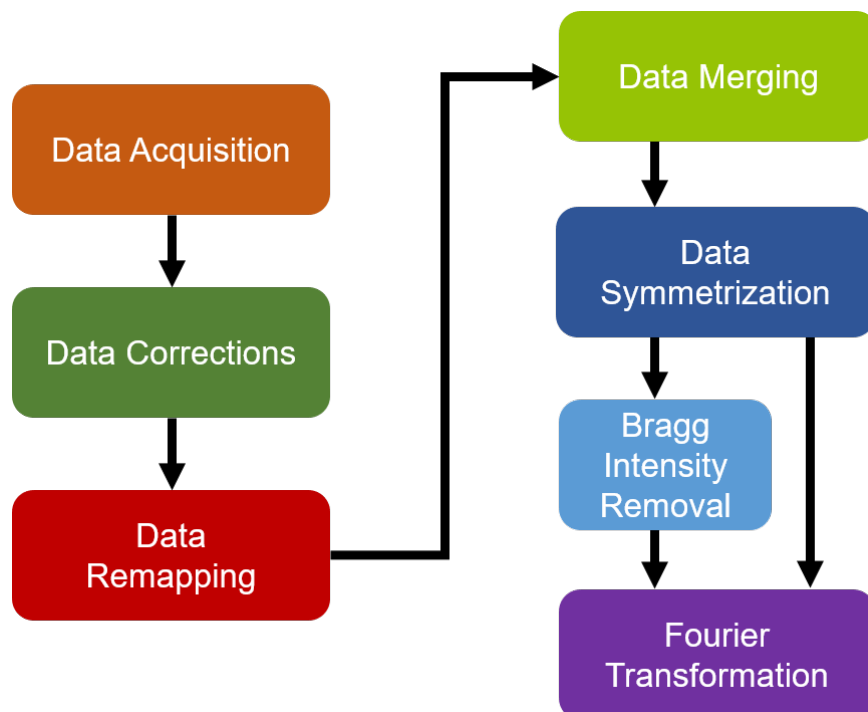 Data Acquisition
Data Corrections
Data
Remapping
Data Merging
Data
Symmetrization
Bragg
Intensity
Removal
Fourier
Transformation